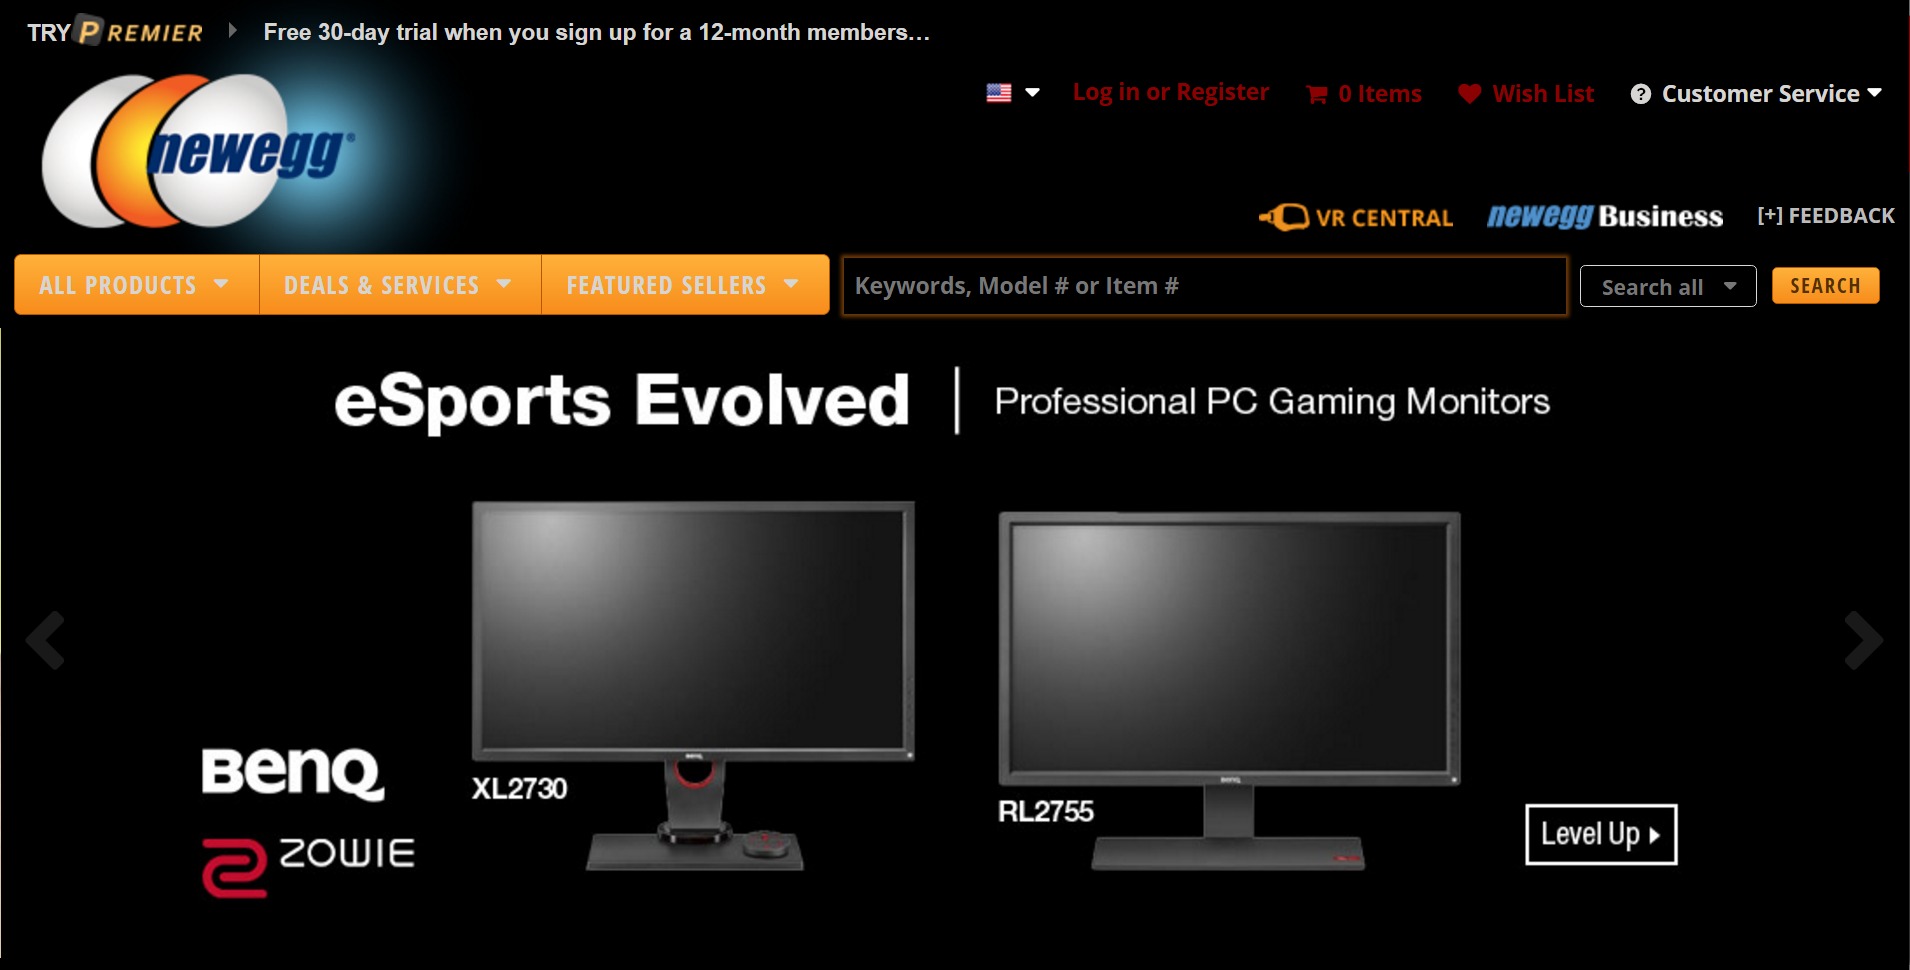 TRY PREMIER Free 30-day trial when you sign up for a 12-month members...
newegg®
Log in or Register 0 Items Wish List Customer Service
VR CENTRAL newegg Business [+] FEEDBACK
ALL PRODUCTS DEALS & SERVICES FEATURED SELLERS Keywords, Model # or Item # Search all SEARCH
eSports Evolved | Professional PC Gaming Monitors
BenQ
BenQ
BenQ
XL2730
RL2755
Level Up
ZOWIE